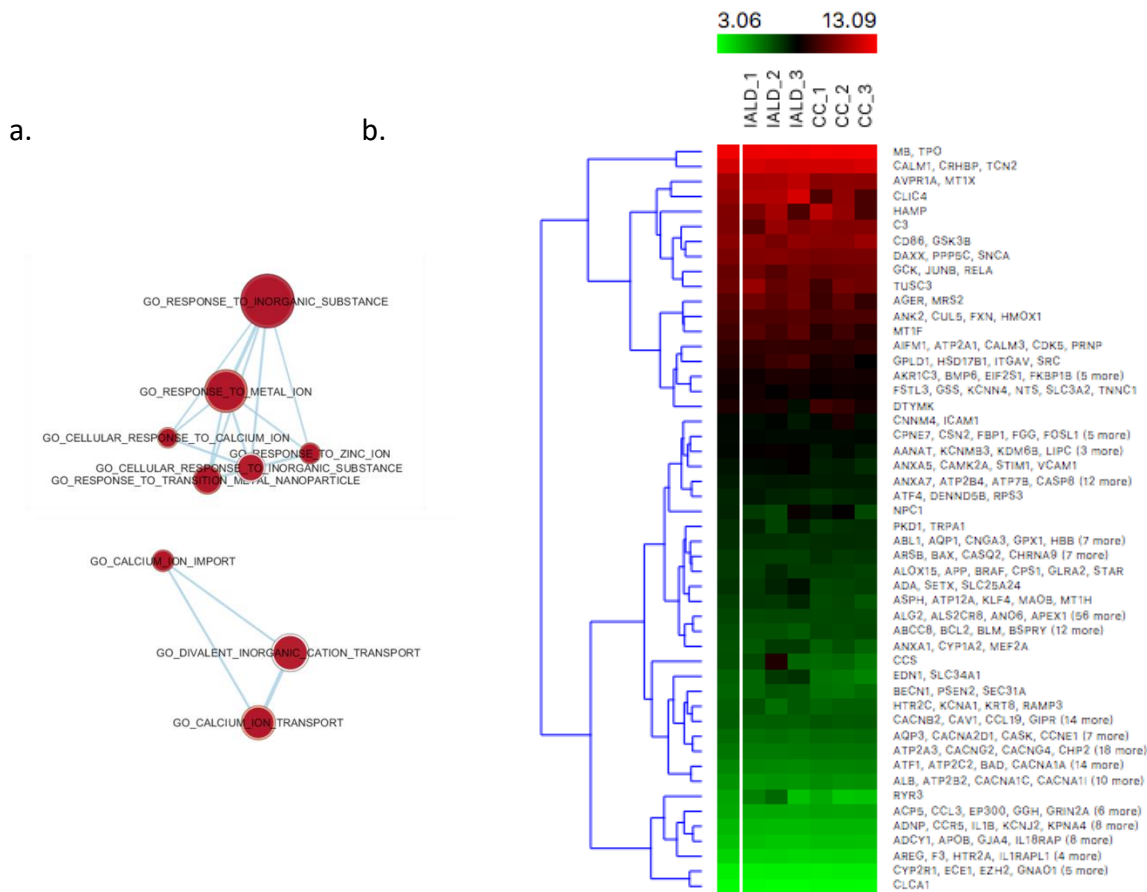 a.
b.
3.06 13.09
IALD_1
IALD_2
IALD_3
CC_1
CC_2
CC_3
GO_RESPONSE_TO_INORGANIC_SUBSTANCE
GO_RESPONSE_TO_METAL_ION
GO_CELLULAR_RESPONSE_TO_CALCIUM_ION
GO_RESPONSE_TO_ZINC_ION
GO_CELLULAR_RESPONSE_TO_INORGANIC_SUBSTANCE
GO_RESPONSE_TO_TRANSITION_METAL_NANOPARTICLE
GO_CALCIUM_ION_IMPORT
GO_DIVALENT_INORGANIC_CATION_TRANSPORT
GO_CALCIUM_ION_TRANSPORT
MB, TPO
CALM1, CRHBP, TCN2
AVPR1A, MT1X
CLIC4
HAMP
C3
CD86, GSK3B
DAXX, PPP5C, SNCA
GCK, JUNB, RELA
TUSC3
AGER, MRS2
ANK2, CUL5, FXN, HMOX1
MT1F
AIFM1, ATP2A1, CALM3, CDK5, PRNP
GPLD1, HSD17B1, ITGAV, SRC
AKR1C3, BMP6, EIF2S1, FKBP1B (5 more)
FSTL3, GSS, KCNN4, NTS, SLC3A2, TNNC1
DTYMK
CNNM4, ICAM1
CPNE7, CSN2, FBP1, FGG, FOSL1 (5 more)
AANAT, KCNMB3, KDM6B, LIPC (3 more)
ANXA5, CAMK2A, STIM1, VCAM1
ANXA7, ATP2B4, ATP7B, CASP8 (12 more)
ATF4, DENND5B, RPS3
NPC1
PKD1, TRPA1
ABL1, AQP1, CNGA3, GPX1, HBB (7 more)
ARSB, BAX, CASQ2, CHRNA9 (7 more)
ALOX15, APP, BRAF, CPS1, GLRA2, STAR
ADA, SETX, SLC25A24
ASPH, ATP12A, KLF4, MAOB, MT1H
ALG2, ALS2CR8, ANO6, APEX1 (56 more)
ABCC8, BCL2, BLM, BSPRY (12 more)
ANXA1, CYP1A2, MEF2A
CCS
EDN1, SLC34A1
BECN1, PSEN2, SEC31A
HTR2C, KCNA1, KRT8, RAMP3
CACNB2, CAV1, CCL19, GIPR (14 more)
AQP3, CACNA2D1, CASK, CCNE1 (7 more)
ATP2A3, CACNG2, CACNG4, CHP2 (18 more)
ATF1, ATP2C2, BAD, CACNA1A (14 more)
ALB, ATP2B2, CACNA1C, CACNA1I (10 more)
RYR3
ACP5, CCL3, EP300, GGH, GRIN2A (6 more)
ADNP, CCR5, IL1B, KCNJ2, KPNA4 (8 more)
ADCY1, APOB, GJA4, IL18RAP (8 more)
AREG, F3, HTR2A, IL1RAPL1 (4 more)
CYP2R1, ECE1, EZH2, GNAO1 (5 more)
CLCA1